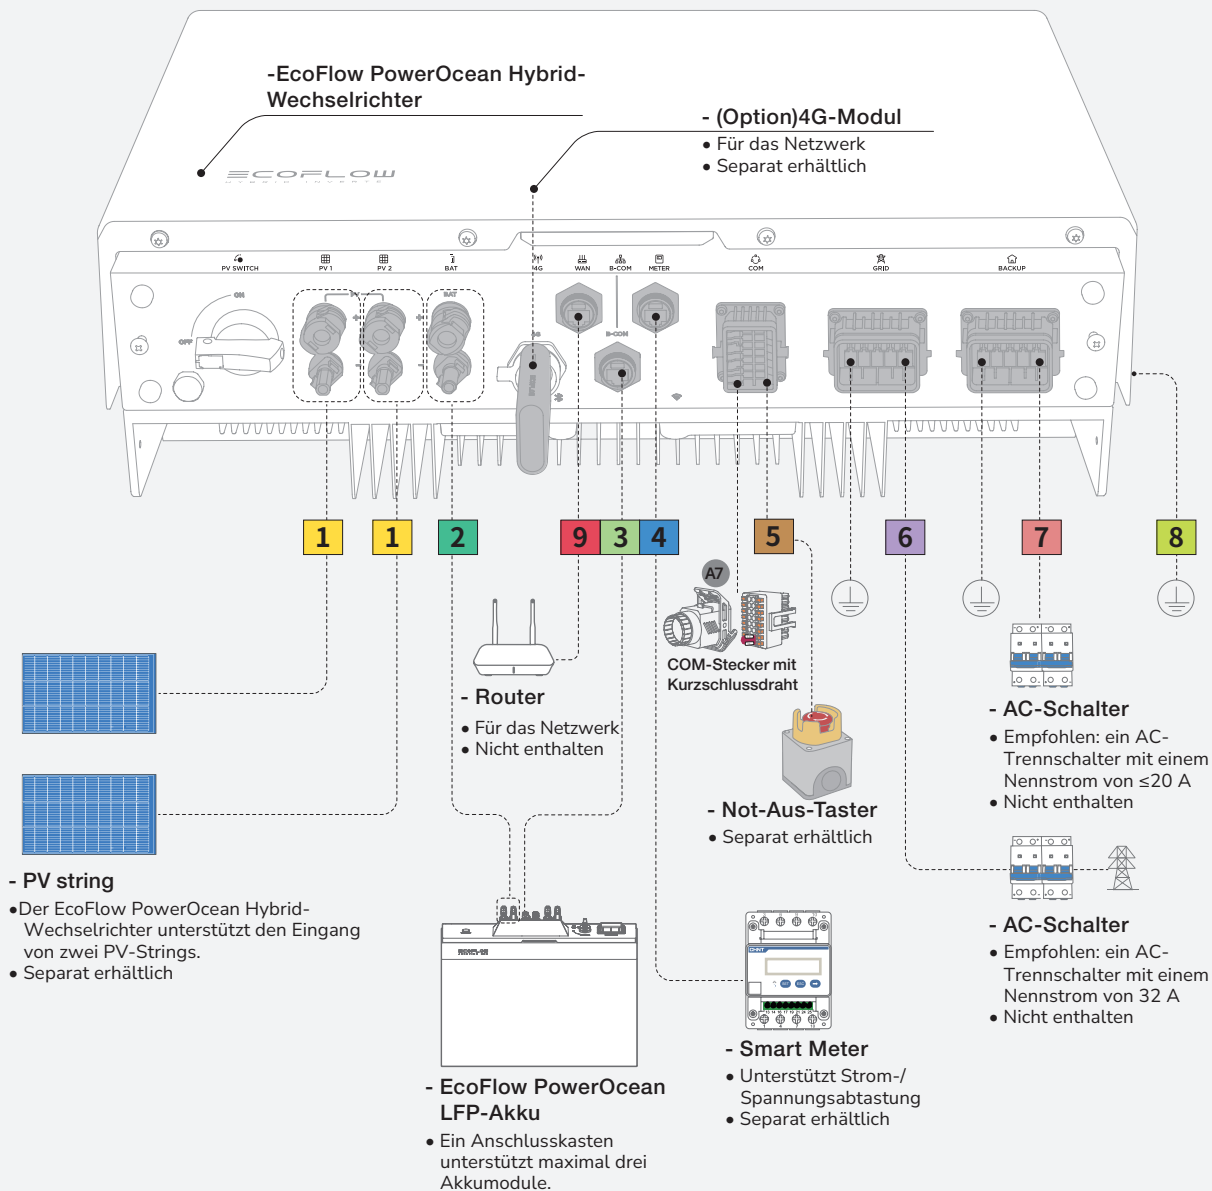 -EcoFlow PowerOcean Hybrid-
Wechselrichter
- (Option)4G-Modul
• Für das Netzwerk
• Separat erhältlich
ECOFLOW
PV SWITCH
PV 1
PV 2
BAT
4G
WAN
B-COM
METER
COM
GRID
BACKUP
ON
OFF
PV
BAT
B-COM
1
1
2
9
3
4
5
6
7
8
A7
COM-Stecker mit
Kurzschlussdraht
- Router
• Für das Netzwerk
• Nicht enthalten
- Not-Aus-Taster
• Separat erhältlich
- AC-Schalter
• Empfohlen: ein AC-
Trennschalter mit einem
Nennstrom von ≤20 A
• Nicht enthalten
- AC-Schalter
• Empfohlen: ein AC-
Trennschalter mit einem
Nennstrom von 32 A
• Nicht enthalten
- PV string
•Der EcoFlow PowerOcean Hybrid-
Wechselrichter unterstützt den Eingang
von zwei PV-Strings.
• Separat erhältlich
- Smart Meter
• Unterstützt Strom-/
Spannungsabtastung
• Separat erhältlich
- EcoFlow PowerOcean
LFP-Akku
• Ein Anschlusskasten
unterstützt maximal drei
Akkumodule.